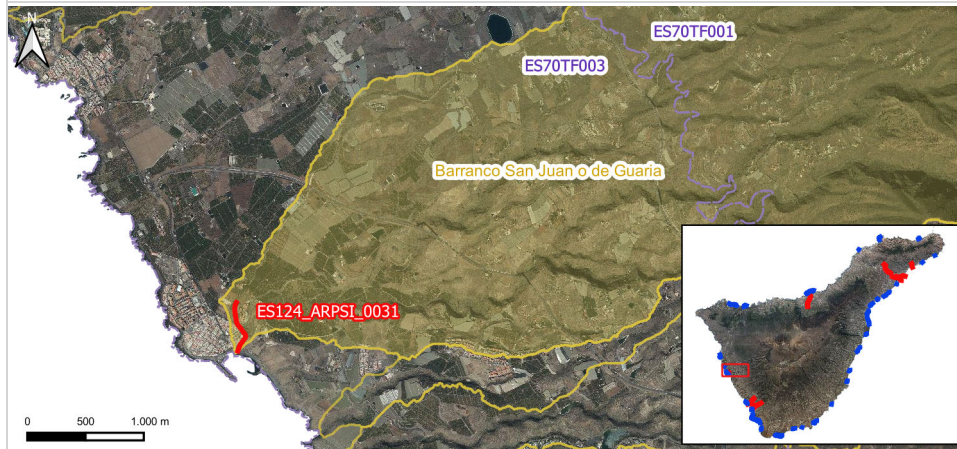 N
ES70TF001
ES70TF003
Barranco San Juan o de Guaria
ES124_ARPSI_0031
0 500 1.000 m